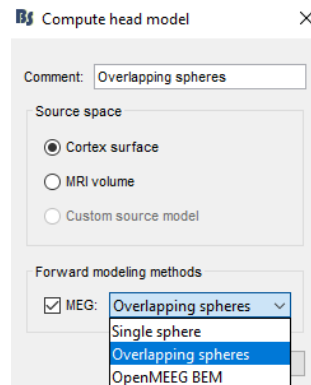 Bs Compute head model
Comment: Overlapping spheres
Source space
Cortex surface
MRI volume
Custom source model
Forward modeling methods
MEG: Overlapping spheres
Single sphere
Overlapping spheres
OpenMEEG BEM